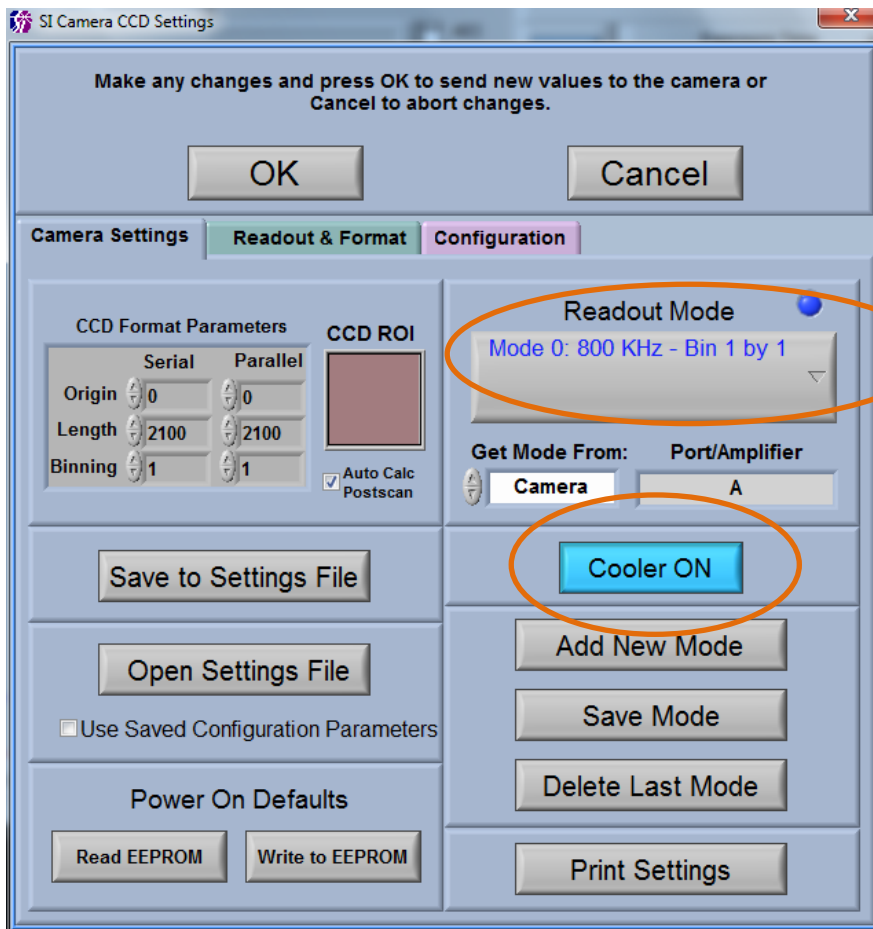 SI Camera CCD Settings
Make any changes and press OK to send new values to the camera or
Cancel to abort changes.
OK
Cancel
Camera Settings
Readout & Format
Configuration
CCD Format Parameters
CCD ROI
Serial Parallel
Origin 0 0
Length 2100 2100
Binning 1 1
Auto Calc
Postscan
Readout Mode
Mode 0: 800 KHz - Bin 1 by 1
Get Mode From:
Port/Amplifier
Camera
A
Save to Settings File
Cooler ON
Open Settings File
Use Saved Configuration Parameters
Add New Mode
Save Mode
Delete Last Mode
Power On Defaults
Read EEPROM
Write to EEPROM
Print Settings